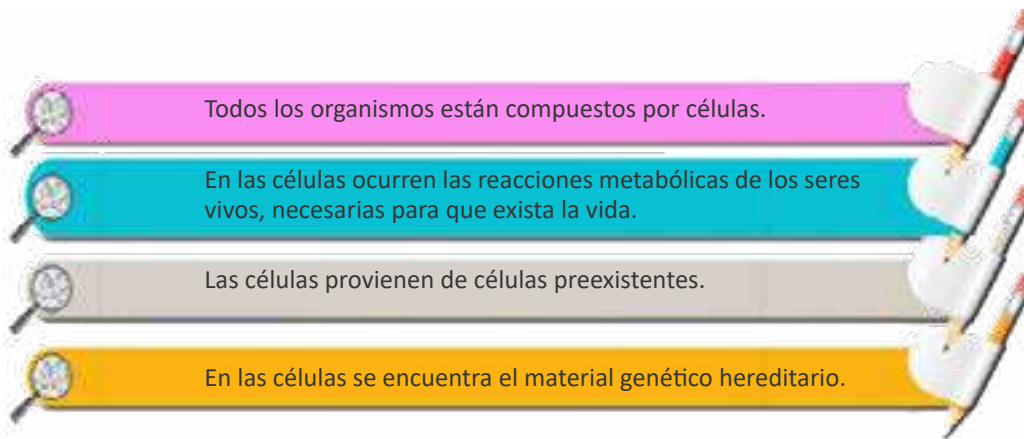 Todos los organismos están compuestos por células.
En las células ocurren las reacciones metabólicas de los seres
vivos, necesarias para que exista la vida.
Las células provienen de células preexistentes.
En las células se encuentra el material genético hereditario.